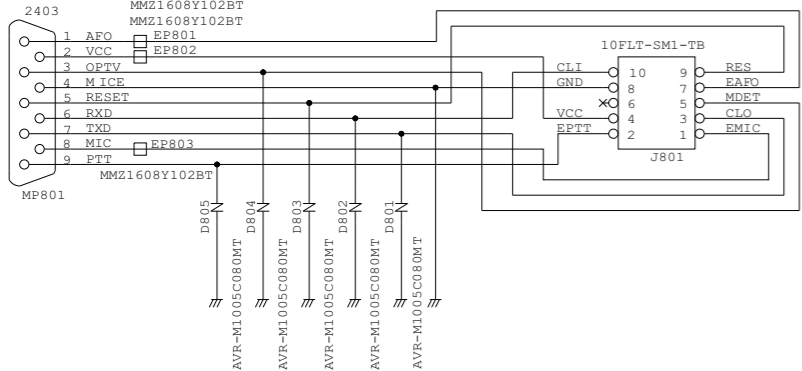 MMZ1608Y102BT
2403
MMZ1608Y102BT
1 AFO EP801
2 VCC EP802
3 OPTV
4 MICE
5 RESET
6 RXD
7 TXD
8 MIC EP803
9 PTT
MMZ1608Y102BT
MP801
10FLT-SM1-TB
CLI 10 9 RES
GND 8 7 EAFO
6 5 MDET
VCC 4 3 CLO
EPTT 2 1 EMIC
J801
D805
D804
D803
D802
D801
AVR-M1005C080MT
AVR-M1005C080MT
AVR-M1005C080MT
AVR-M1005C080MT
AVR-M1005C080MT